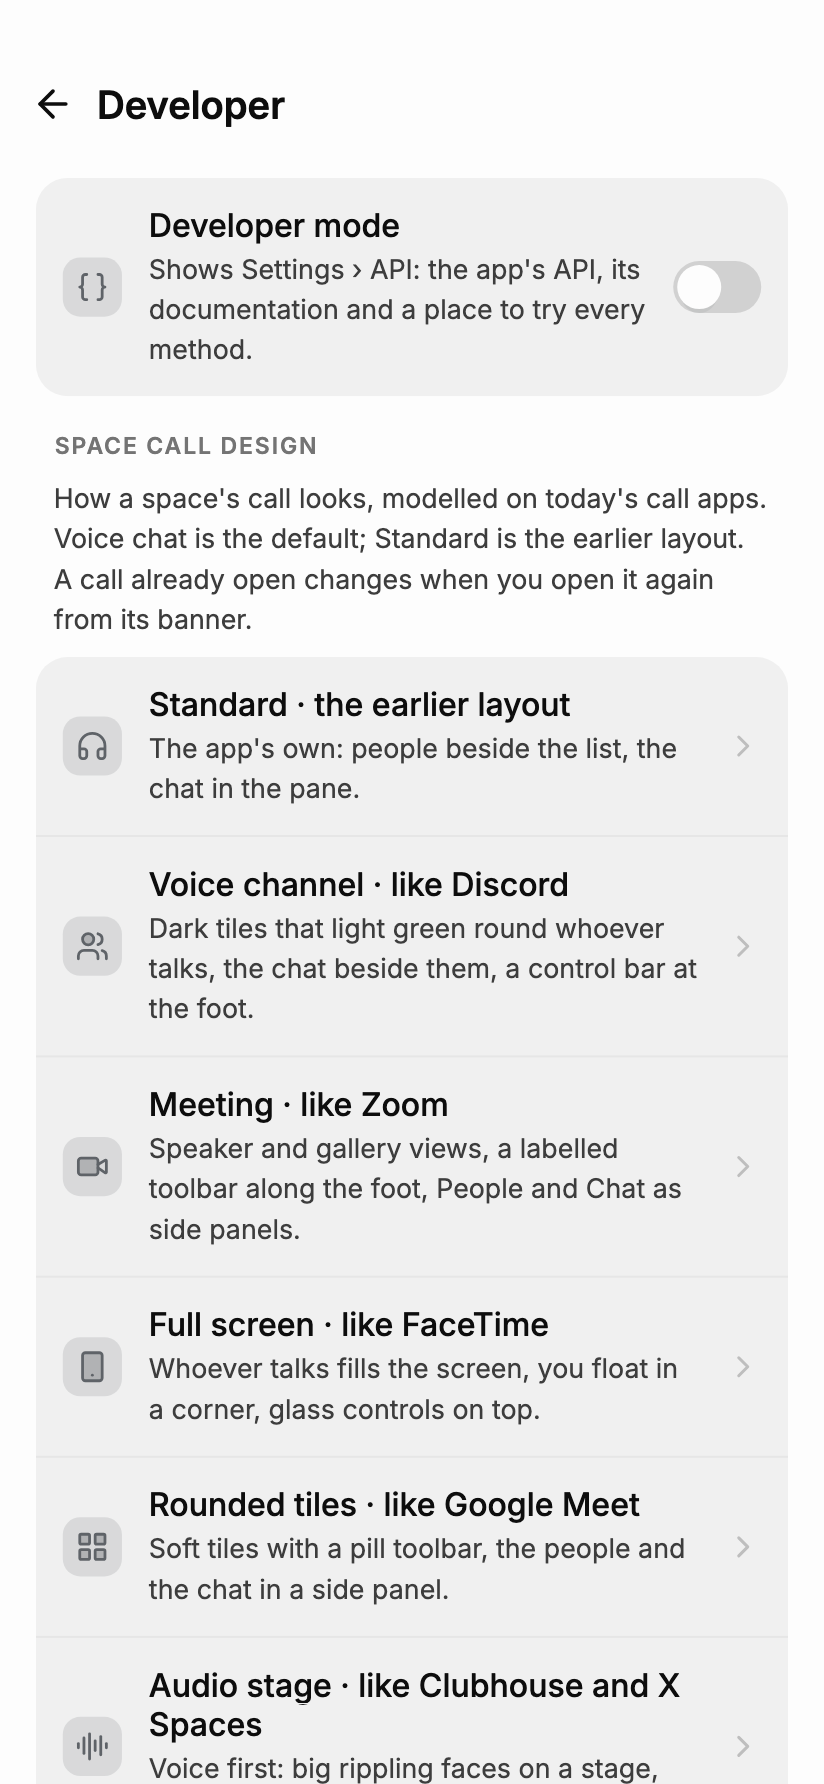 Developer
Developer mode
Shows Settings › API: the app's API, its
documentation and a place to try every
method.
SPACE CALL DESIGN
How a space's call looks, modelled on today's call apps.
Voice chat is the default; Standard is the earlier layout.
A call already open changes when you open it again
from its banner.
Standard · the earlier layout
The app's own: people beside the list, the
chat in the pane.
Voice channel · like Discord
Dark tiles that light green round whoever
talks, the chat beside them, a control bar at
the foot.
Meeting · like Zoom
Speaker and gallery views, a labelled
toolbar along the foot, People and Chat as
side panels.
Full screen · like FaceTime
Whoever talks fills the screen, you float in
a corner, glass controls on top.
Rounded tiles · like Google Meet
Soft tiles with a pill toolbar, the people and
the chat in a side panel.
Audio stage · like Clubhouse and X
Spaces
Voice first: big rippling faces on a stage,